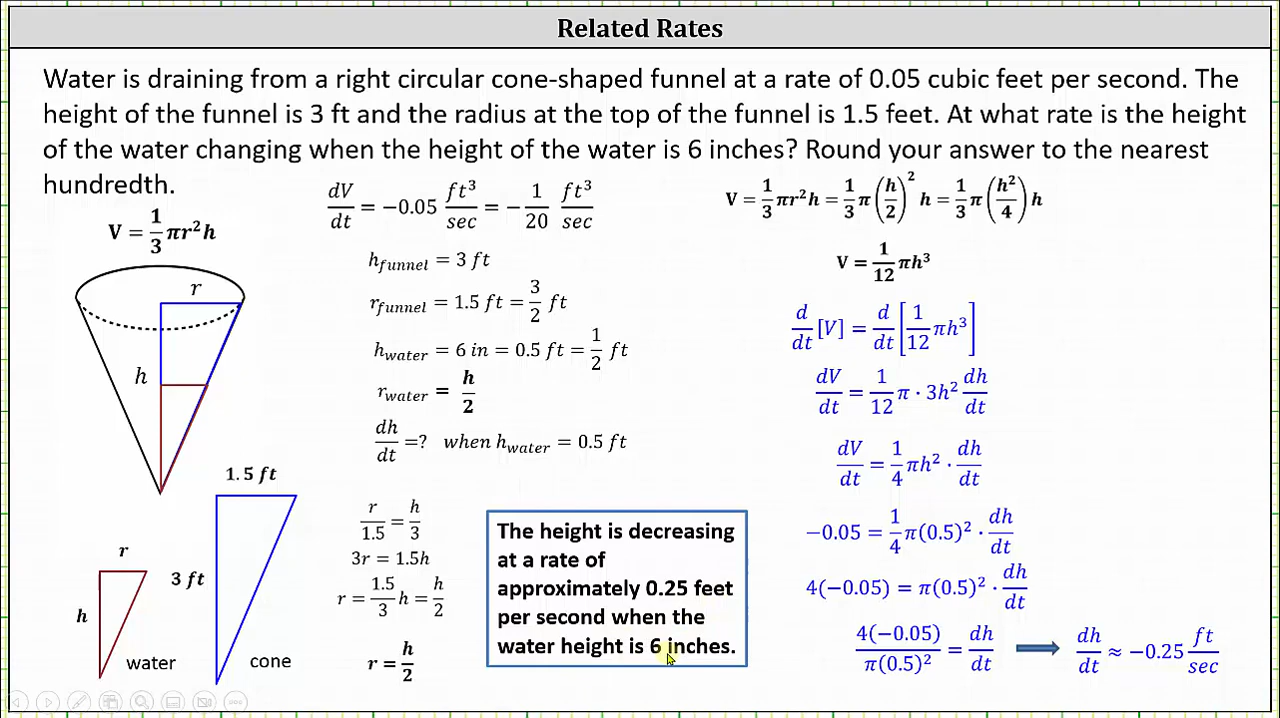 Related Rates
Water is draining from a right circular cone-shaped funnel at a rate of 0.05 cubic feet per second. The
height of the funnel is 3 ft and the radius at the top of the funnel is 1.5 feet. At what rate is the height
of the water changing when the height of the water is 6 inches? Round your answer to the nearest
hundredth.
V = 1/3 πr²h
r
h
1.5 ft
r
3 ft
h
water
cone
dV/dt = −0.05 ft³/sec = −1/20 ft³/sec
h_funnel = 3 ft
r_funnel = 1.5 ft = 3/2 ft
h_water = 6 in = 0.5 ft = 1/2 ft
r_water = h/2
dh/dt =? when h_water = 0.5 ft
r/1.5 = h/3
3r = 1.5h
r = 1.5/3 h = h/2
r = h/2
The height is decreasing
at a rate of
approximately 0.25 feet
per second when the
water height is 6 inches.
V = 1/3 πr²h = 1/3 π(h/2)² h = 1/3 π(h²/4) h
V = 1/12 πh³
d/dt [V] = d/dt [1/12 πh³]
dV/dt = 1/12 π · 3h² dh/dt
dV/dt = 1/4 πh² · dh/dt
−0.05 = 1/4 π(0.5)² · dh/dt
4(−0.05) = π(0.5)² · dh/dt
4(−0.05)/π(0.5)² = dh/dt
dh/dt ≈ −0.25 ft/sec